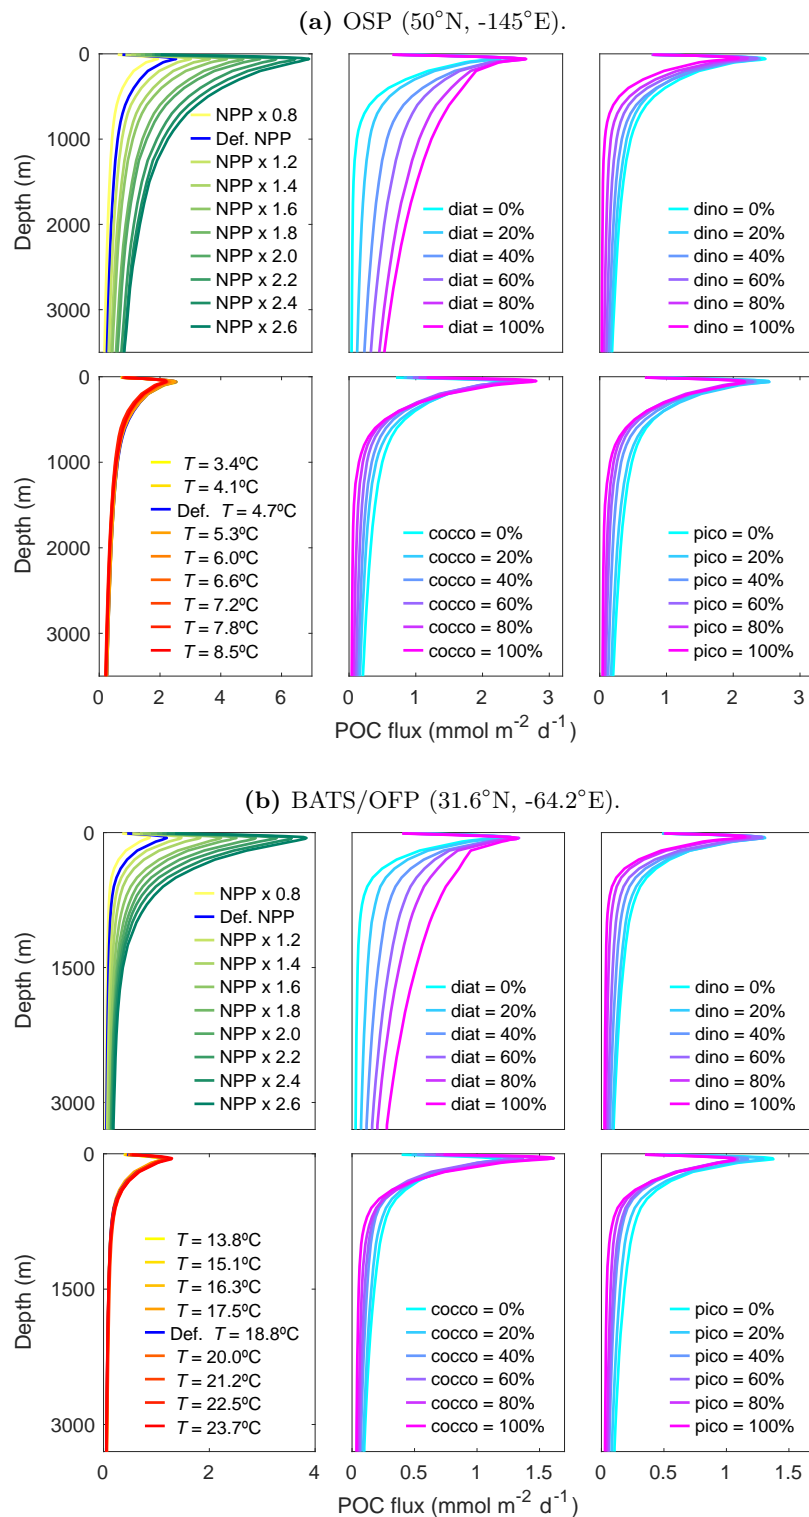 (a) OSP (50°N, -145°E).
0
1000
2000
3000
Depth (m)
NPP x 0.8
Def. NPP
NPP x 1.2
NPP x 1.4
NPP x 1.6
NPP x 1.8
NPP x 2.0
NPP x 2.2
NPP x 2.4
NPP x 2.6
diat = 0%
diat = 20%
diat = 40%
diat = 60%
diat = 80%
diat = 100%
dino = 0%
dino = 20%
dino = 40%
dino = 60%
dino = 80%
dino = 100%
0
1000
2000
3000
Depth (m)
T = 3.4ºC
T = 4.1ºC
Def. T = 4.7ºC
T = 5.3ºC
T = 6.0ºC
T = 6.6ºC
T = 7.2ºC
T = 7.8ºC
T = 8.5ºC
0 2 4 6
cocco = 0%
cocco = 20%
cocco = 40%
cocco = 60%
cocco = 80%
cocco = 100%
0 1 2 3
pico = 0%
pico = 20%
pico = 40%
pico = 60%
pico = 80%
pico = 100%
0 1 2 3
POC flux (mmol m⁻² d⁻¹)
(b) BATS/OFP (31.6°N, -64.2°E).
0
1500
3000
Depth (m)
NPP x 0.8
Def. NPP
NPP x 1.2
NPP x 1.4
NPP x 1.6
NPP x 1.8
NPP x 2.0
NPP x 2.2
NPP x 2.4
NPP x 2.6
diat = 0%
diat = 20%
diat = 40%
diat = 60%
diat = 80%
diat = 100%
dino = 0%
dino = 20%
dino = 40%
dino = 60%
dino = 80%
dino = 100%
0
1500
3000
Depth (m)
T = 13.8ºC
T = 15.1ºC
T = 16.3ºC
T = 17.5ºC
Def. T = 18.8ºC
T = 20.0ºC
T = 21.2ºC
T = 22.5ºC
T = 23.7ºC
0 2 4
cocco = 0%
cocco = 20%
cocco = 40%
cocco = 60%
cocco = 80%
cocco = 100%
0 0.5 1 1.5
pico = 0%
pico = 20%
pico = 40%
pico = 60%
pico = 80%
pico = 100%
0 0.5 1 1.5
POC flux (mmol m⁻² d⁻¹)